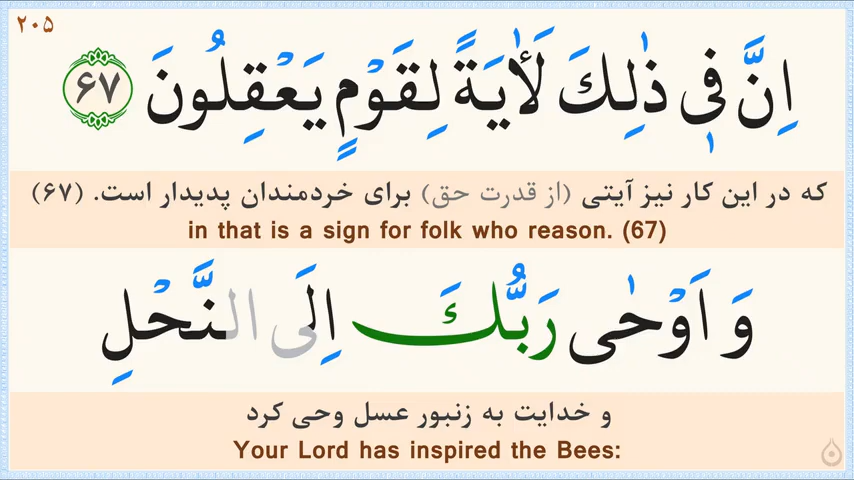 ۲۰۵
اِنَّ فٖی ذٰلِكَ لَأٰیَةً لِقَوْمٍ یَعْقِلُونَ ۶۷
که در این کار نیز آیتی (از قدرت حق) برای خردمندان پدیدار است. (۶۷)
in that is a sign for folk who reason. (67)
وَ اَوْحٰی رَبُّكَ اِلَی النَّحْلِ
و خدایت به زنبور عسل وحی کرد
Your Lord has inspired the Bees: